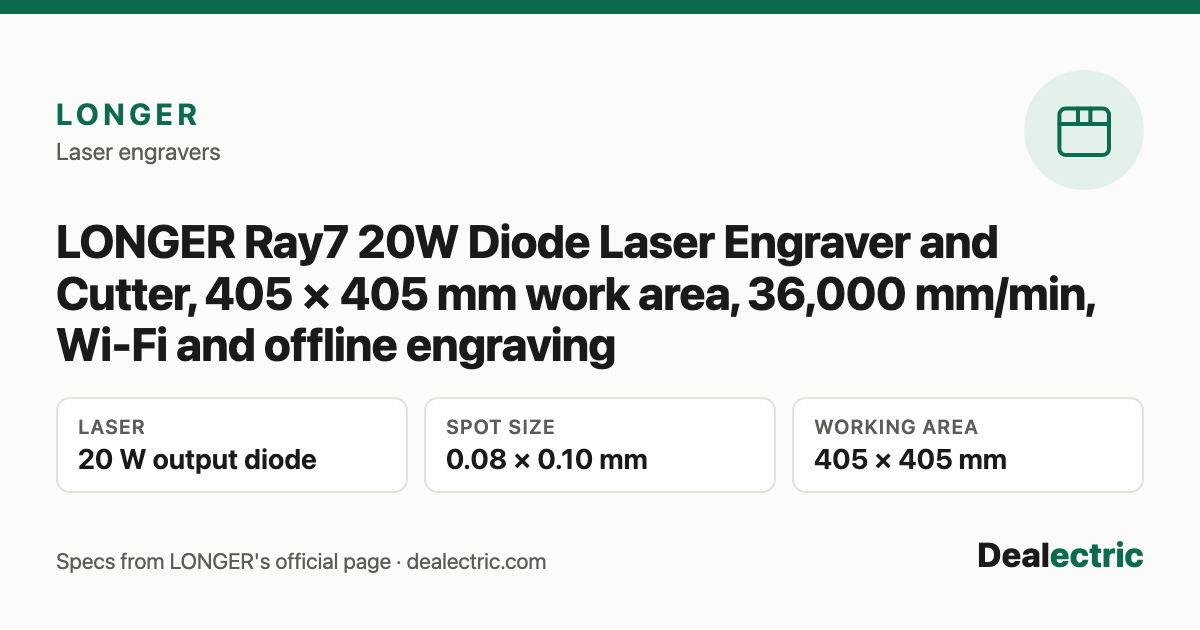 LONGER
Laser engravers
LONGER Ray7 20W Diode Laser Engraver and
Cutter, 405 × 405 mm work area, 36,000 mm/min,
Wi-Fi and offline engraving
LASER
20 W output diode
SPOT SIZE
0.08 × 0.10 mm
WORKING AREA
405 × 405 mm
Specs from LONGER's official page · dealectric.com
Dealectric